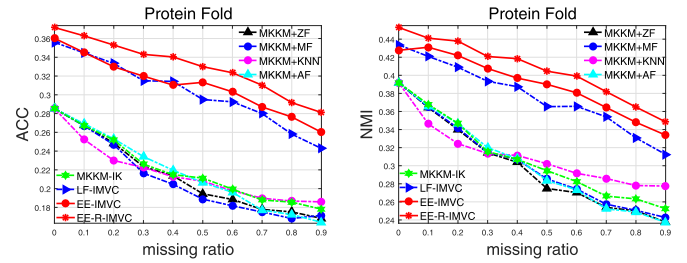 Protein Fold
ACC
0.36
0.34
0.32
0.3
0.28
0.26
0.24
0.22
0.2
0.18
MKKM+ZF
MKKM+MF
MKKM+KNN
MKKM+AF
MKKM-IK
LF-IMVC
EE-IMVC
EE-R-IMVC
0 0.1 0.2 0.3 0.4 0.5 0.6 0.7 0.8 0.9
missing ratio
Protein Fold
NMI
0.44
0.42
0.4
0.38
0.36
0.34
0.32
0.3
0.28
0.26
0.24
MKKM+ZF
MKKM+MF
MKKM+KNN
MKKM+AF
MKKM-IK
LF-IMVC
EE-IMVC
EE-R-IMVC
0 0.1 0.2 0.3 0.4 0.5 0.6 0.7 0.8 0.9
missing ratio